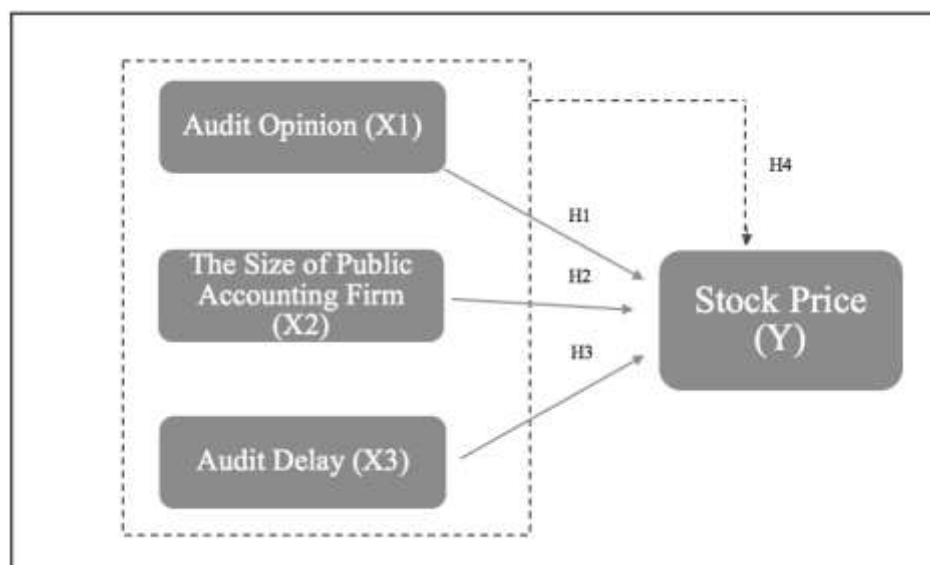 Audit Opinion (X1)
H4
H1
The Size of Public
Accounting Firm
(X2)
H2
Stock Price
(Y)
H3
Audit Delay (X3)